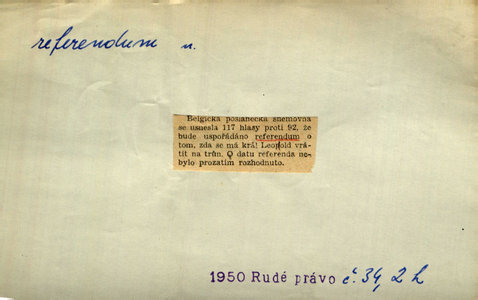 referendum n.
Belgická poslanecká sněmovna
se usnesla 117 hlasy proti 92, že
bude uspořádáno referendum o
tom, zda se má král Leopold vrá-
tit na trůn. O datu referenda ne-
bylo prozatím rozhodnuto.
1950 Rudé právo č. 34, 2 h